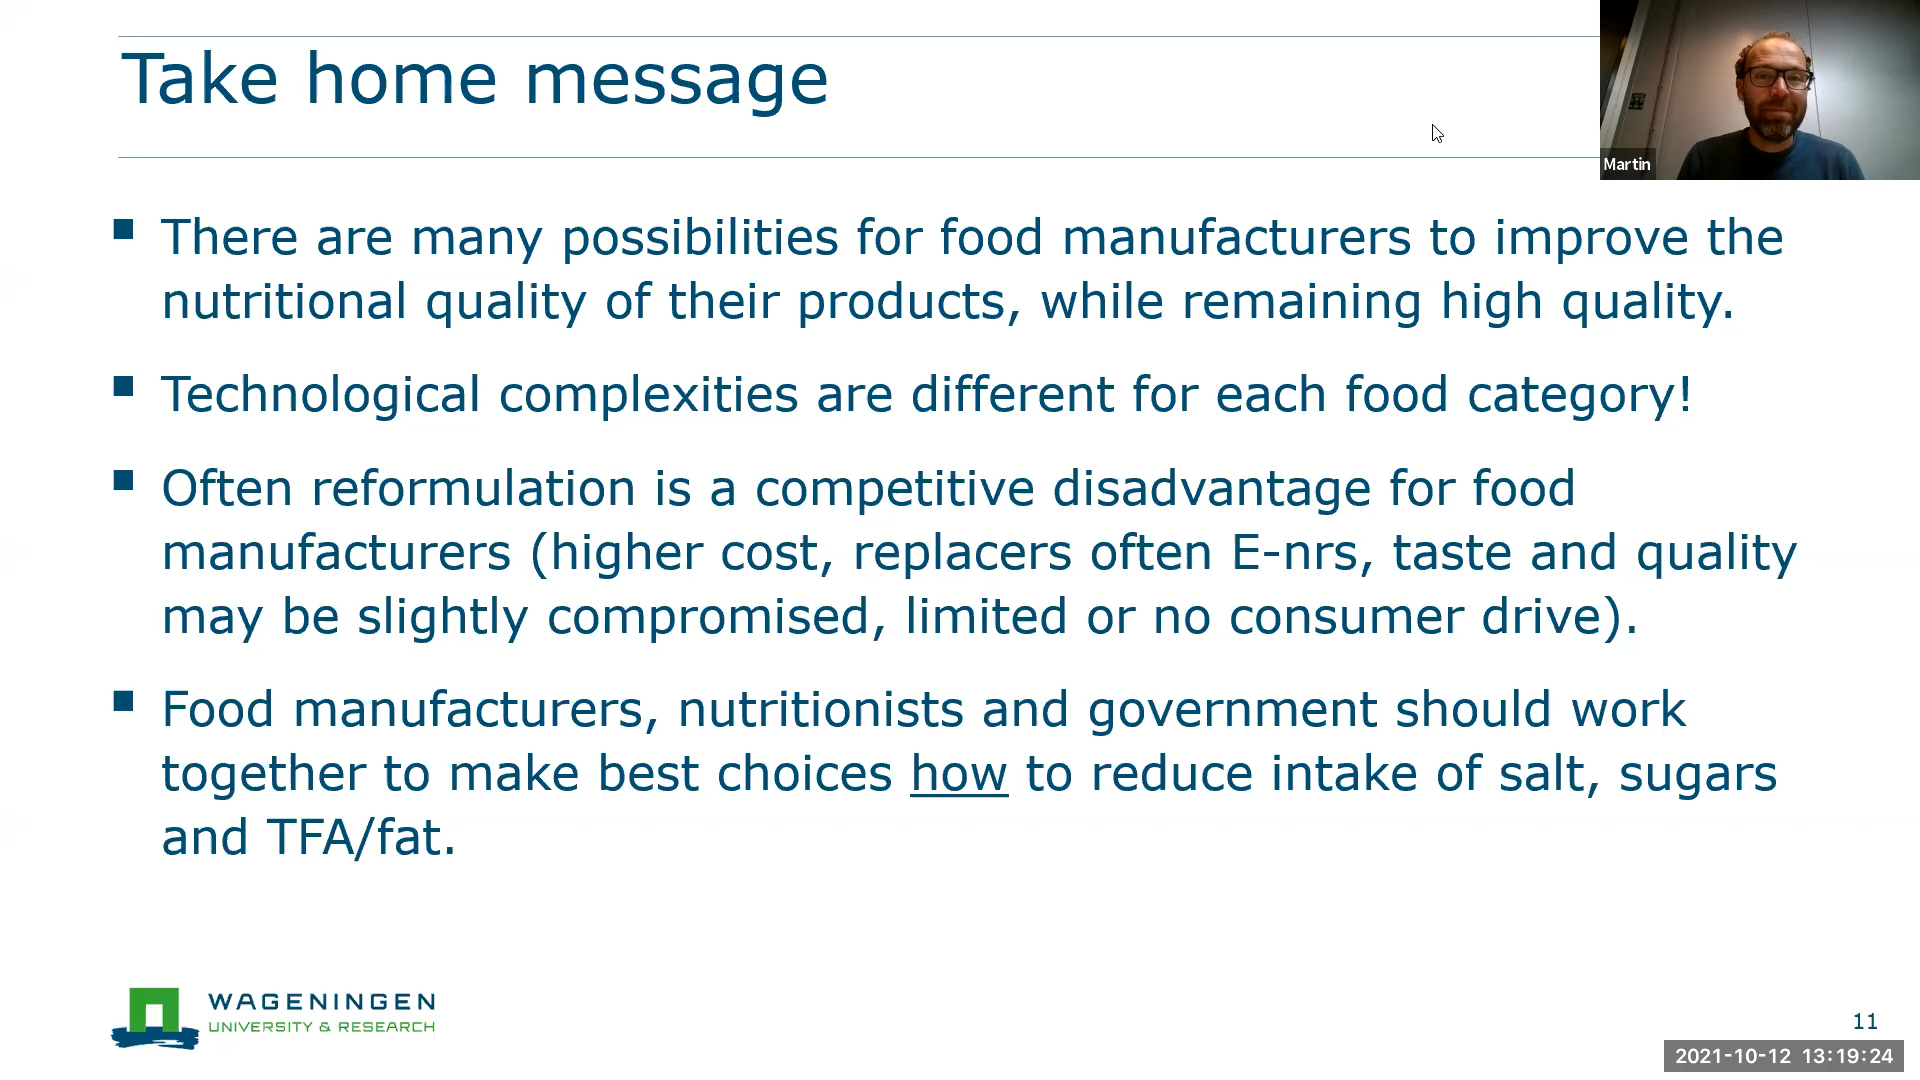 Take home message
Martin
There are many possibilities for food manufacturers to improve the
nutritional quality of their products, while remaining high quality.
Technological complexities are different for each food category!
Often reformulation is a competitive disadvantage for food
manufacturers (higher cost, replacers often E-nrs, taste and quality
may be slightly compromised, limited or no consumer drive).
Food manufacturers, nutritionists and government should work
together to make best choices how to reduce intake of salt, sugars
and TFA/fat.
WAGENINGEN
UNIVERSITY & RESEARCH
11
2021-10-12 13:19:24